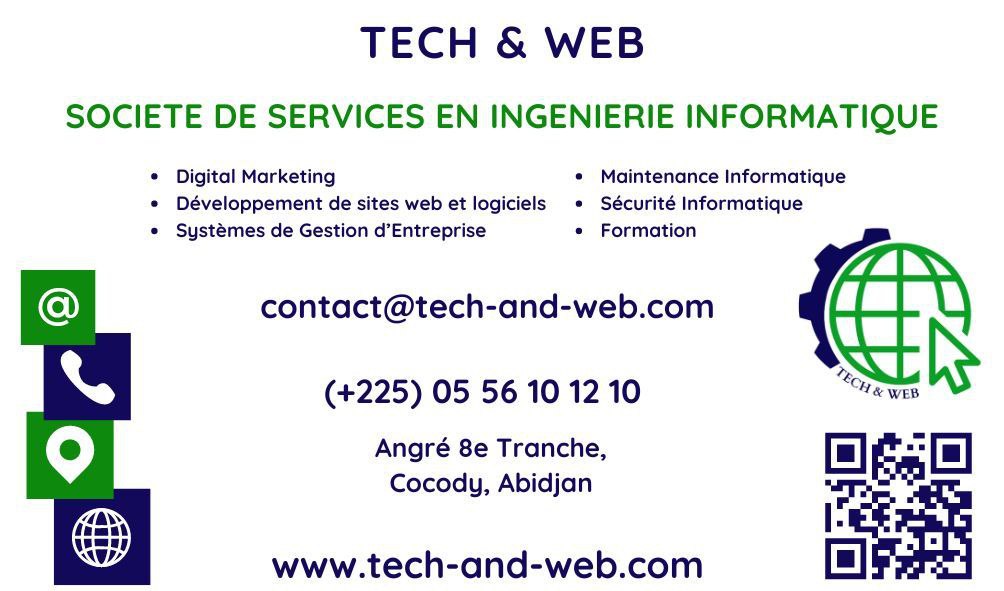 TECH & WEB
SOCIETE DE SERVICES EN INGENIERIE INFORMATIQUE
• Digital Marketing
• Développement de sites web et logiciels
• Systèmes de Gestion d’Entreprise
• Maintenance Informatique
• Sécurité Informatique
• Formation
@
contact@tech-and-web.com
(+225) 05 56 10 12 10
Angré 8e Tranche,
Cocody, Abidjan
www.tech-and-web.com
TECH & WEB